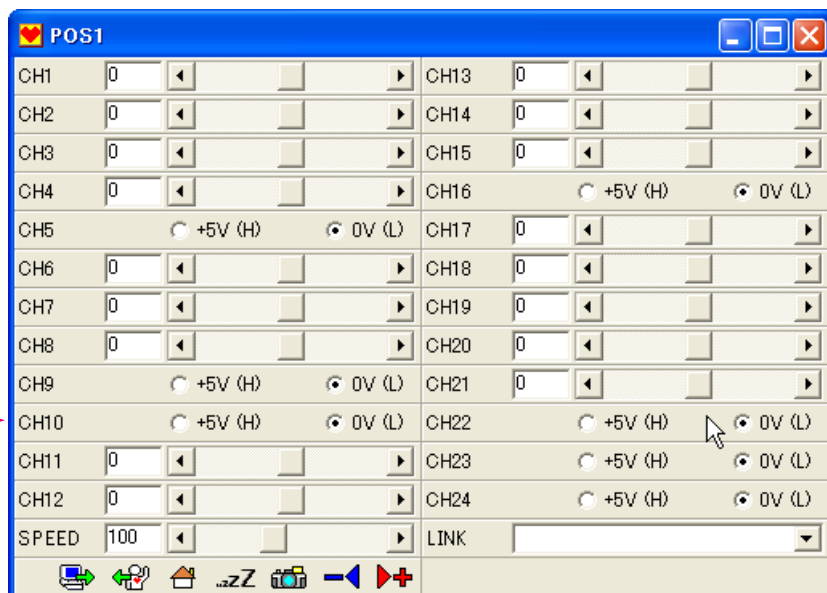 POS1
CH1 0
CH2 0
CH3 0
CH4 0
CH5 +5V (H) 0V (L)
CH6 0
CH7 0
CH8 0
CH9 +5V (H) 0V (L)
CH10 +5V (H) 0V (L)
CH11 0
CH12 0
SPEED 100
CH13 0
CH14 0
CH15 0
CH16 +5V (H) 0V (L)
CH17 0
CH18 0
CH19 0
CH20 0
CH21 0
CH22 +5V (H) 0V (L)
CH23 +5V (H) 0V (L)
CH24 +5V (H) 0V (L)
LINK
..zZZ